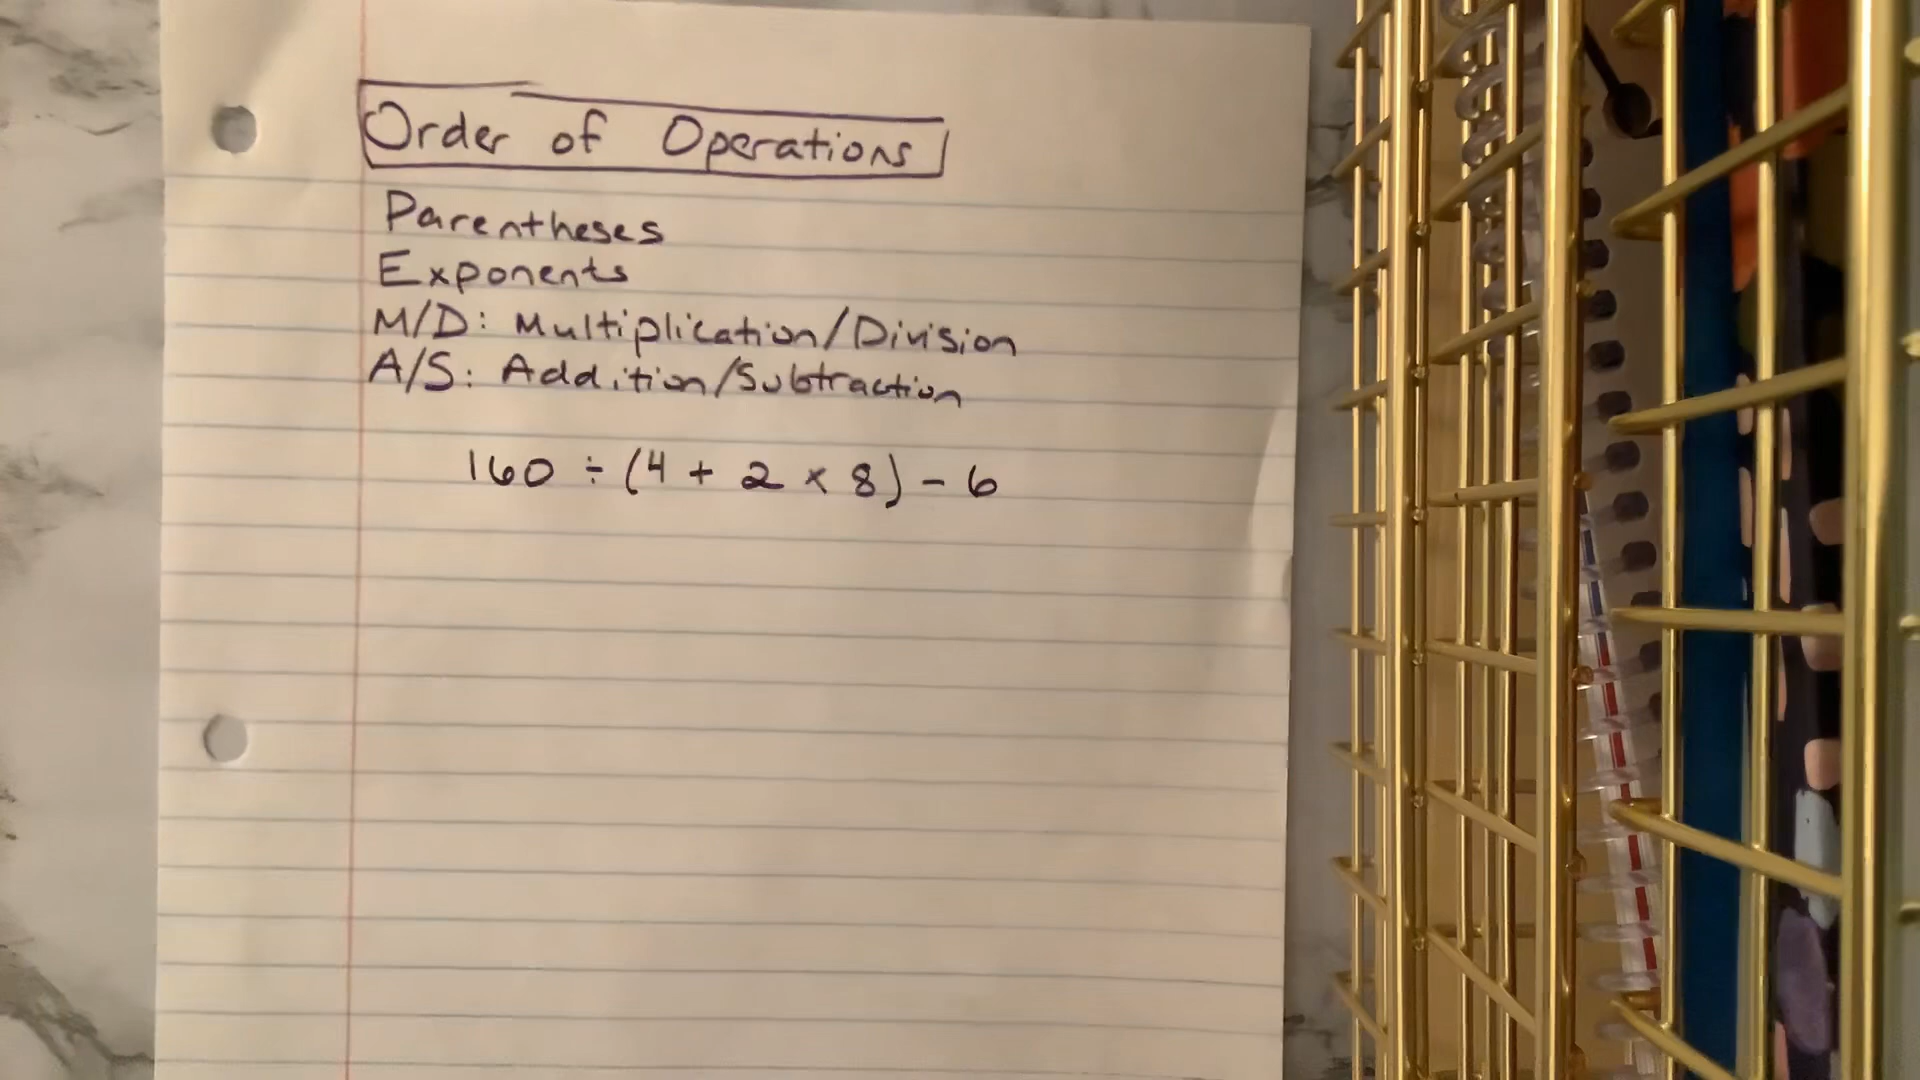 Order of Operations
Parentheses
Exponents
M/D: Multiplication/Division
A/S: Addition/Subtraction
160 ÷ (4 + 2 × 8) - 6